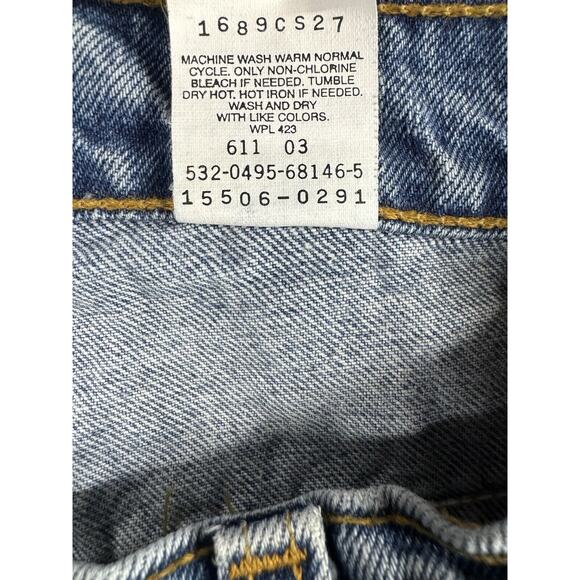 1689CS27
MACHINE WASH WARM NORMAL
CYCLE. ONLY NON-CHLORINE
BLEACH IF NEEDED. TUMBLE
DRY HOT. HOT IRON IF NEEDED.
WASH AND DRY
WITH LIKE COLORS.
WPL 423
611 03
532-0495-68146-5
15506-0291